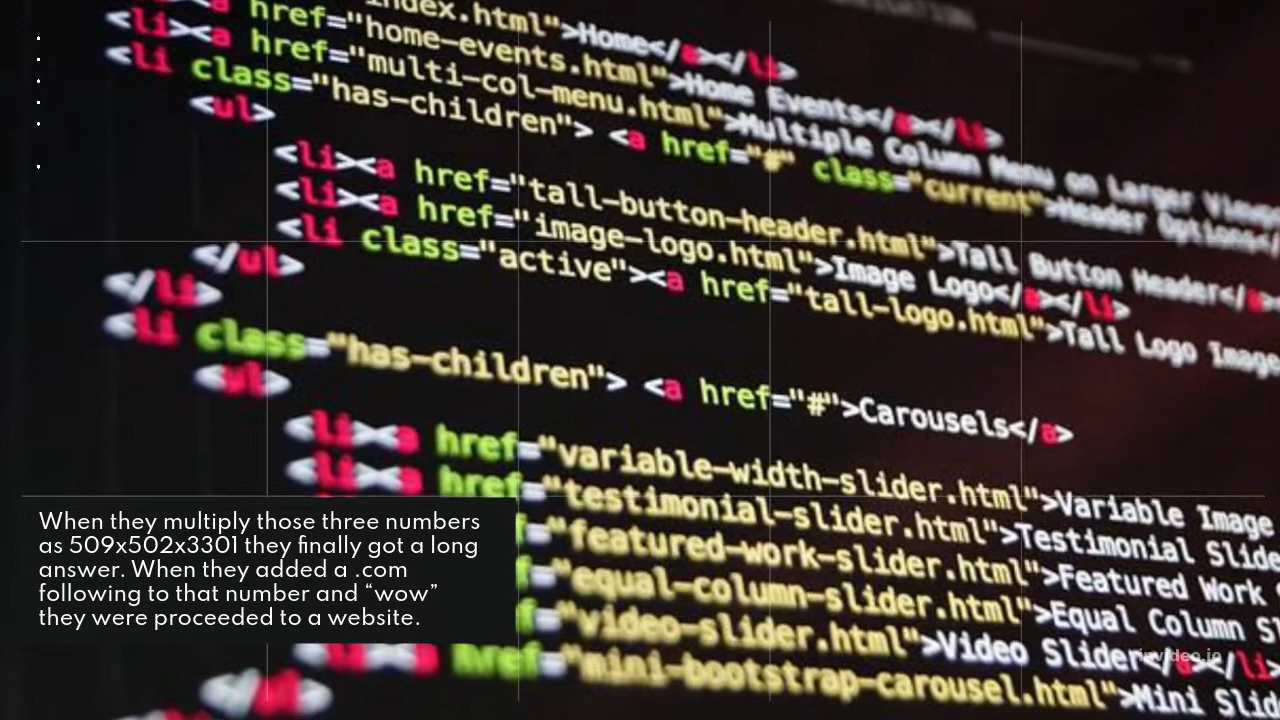 index.html">Home</a></li>
<li><a href="home-events.html">Home Events</a></li>
<li><a href="multi-col-menu.html">Multiple Column Menu on Larger
<li class="has-children"> <a href="#" class="current">Header Options</
<ul>
<li><a href="tall-button-header.html">Tall Button Header</a>
<li><a href="image-logo.html">Image Logo</a></li>
<li class="active"><a href="tall-logo.html">Tall Logo Image
</ul>
</li>
<li class="has-children"> <a href="#">Carousels</a>
<ul>
<li><a href="variable-width-slider.html">Variable Image
<li><a href="testimonial-slider.html">Testimonial
="featured-work-slider.html">Featured Work
="equal-column-slider.html">Equal Column
="video-slider.html">Video Slider</a></li>
<li><a href="mini-bootstrap-carousel.html">Mini
</ul>
When they multiply those three numbers
as 509x502x3301 they finally got a long
answer. When they added a .com
following to that number and “wow”
they were proceeded to a website.
invideo.io